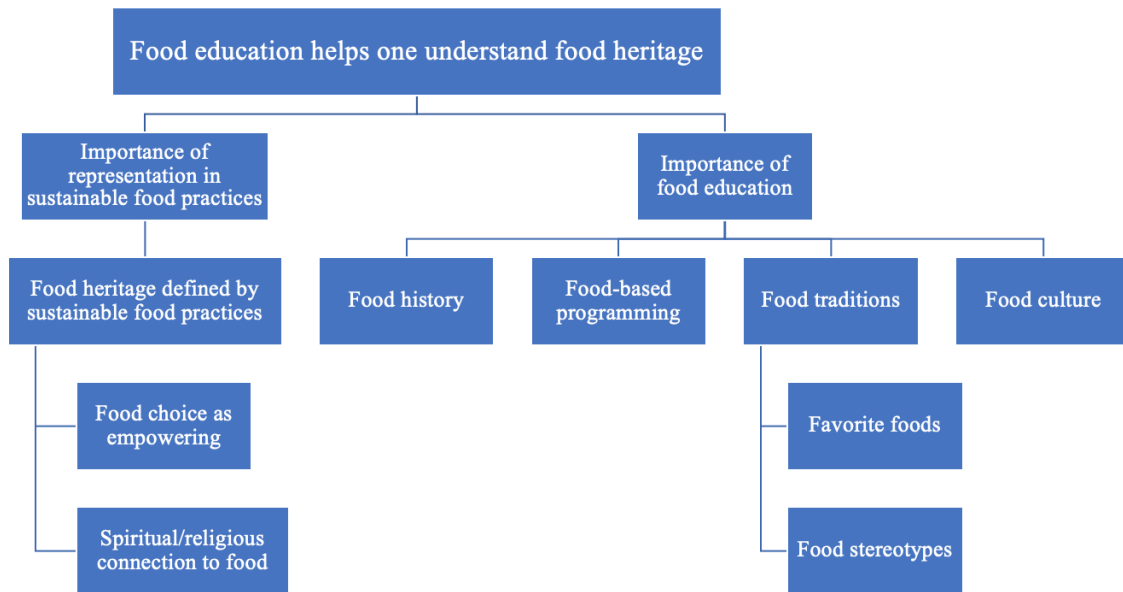 Food education helps one understand food heritage
Importance of
representation in
sustainable food practices
Importance of
food education
Food heritage defined by
sustainable food practices
Food history
Food-based
programming
Food traditions
Food culture
Food choice as
empowering
Favorite foods
Spiritual/religious
connection to food
Food stereotypes